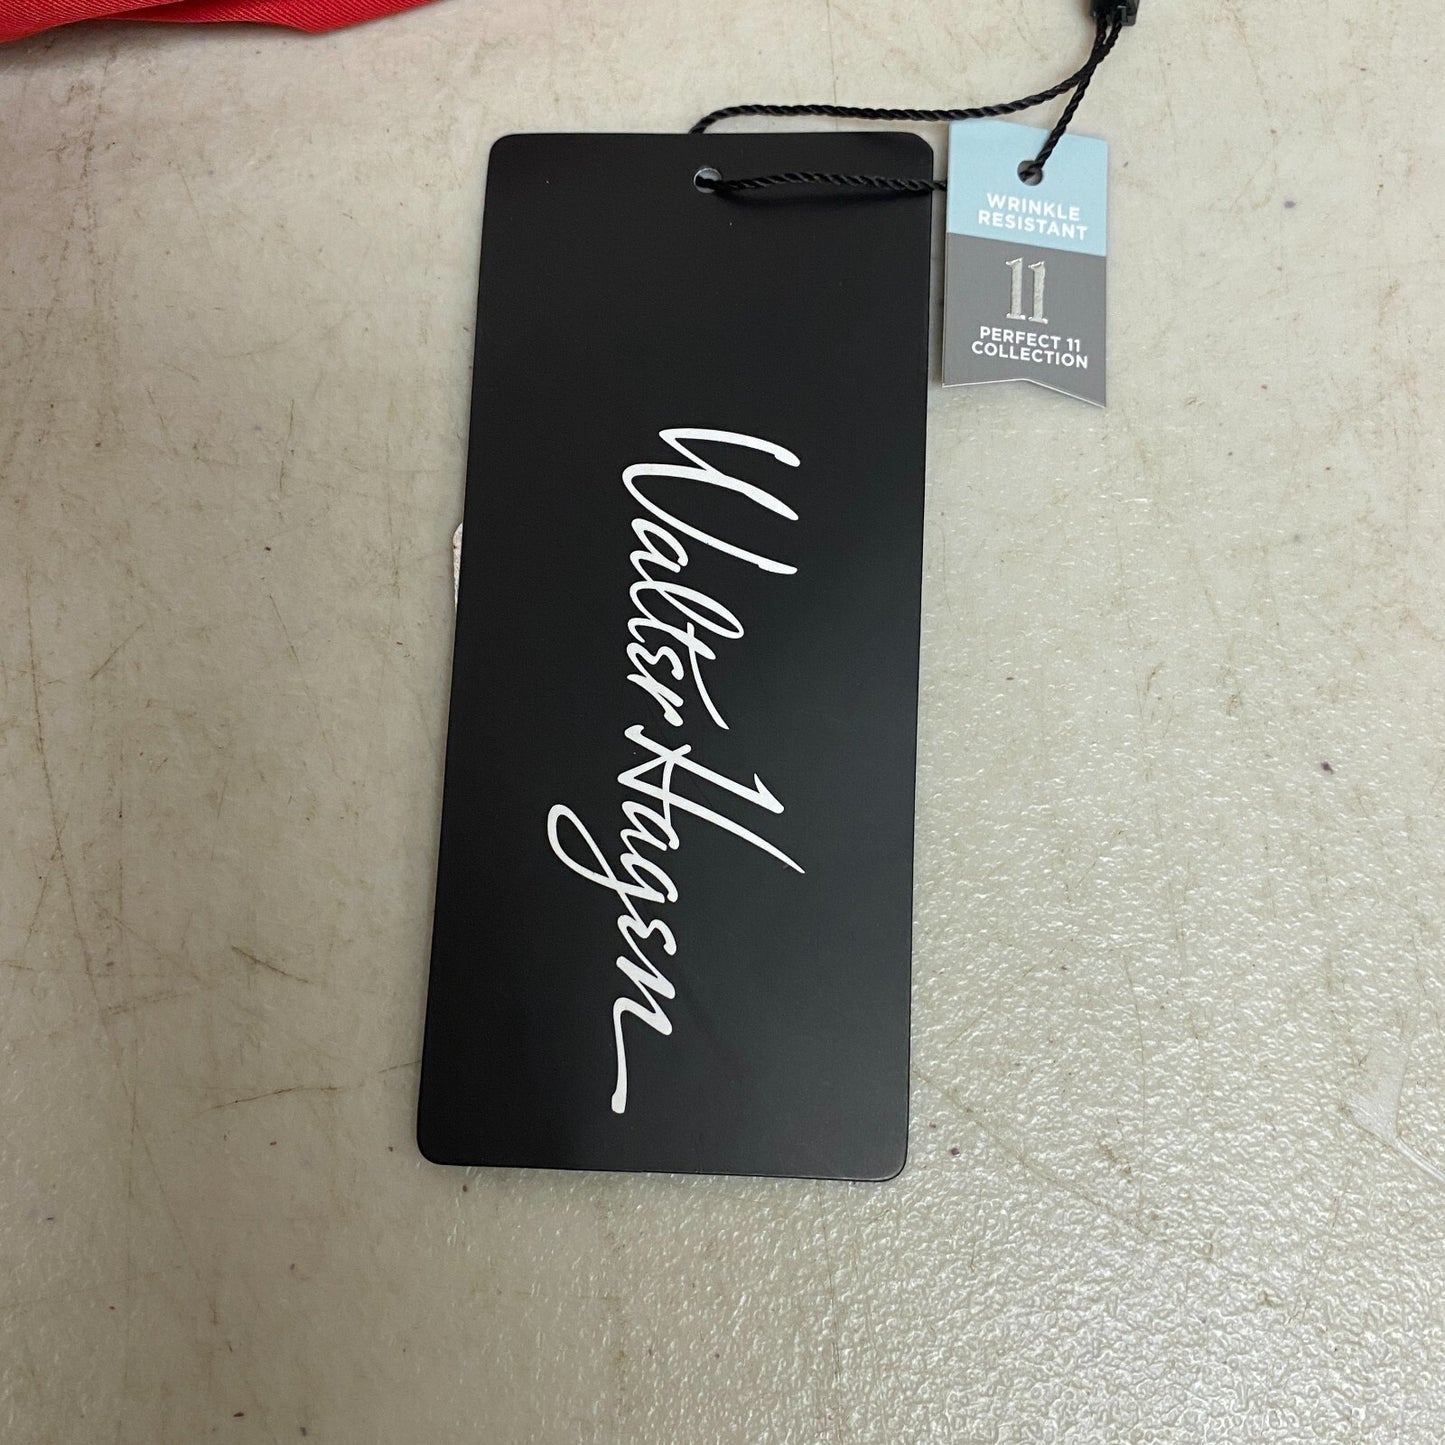 WRINKLE
RESISTANT
11
PERFECT 11
COLLECTION
Walter Hagen